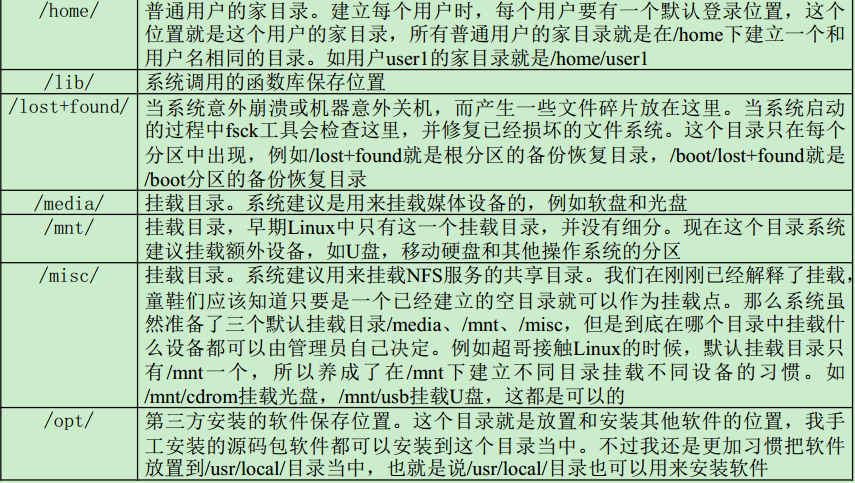 /home/
普通用户的家目录。建立每个用户时，每个用户要有一个默认登录位置，这个
位置就是这个用户的家目录，所有普通用户的家目录就是在/home下建立一个和
用户名相同的目录。如用户user1的家目录就是/home/user1
/lib/
系统调用的函数库保存位置
/lost+found/
当系统意外崩溃或机器意外关机，而产生一些文件碎片放在这里。当系统启动
的过程中fsck工具会检查这里，并修复已经损坏的文件系统。这个目录只在每个
分区中出现，例如/lost+found就是根分区的备份恢复目录，/boot/lost+found就是
/boot分区的备份恢复目录
/media/
挂载目录。系统建议是用来挂载媒体设备的，例如软盘和光盘
/mnt/
挂载目录，早期Linux中只有这一个挂载目录，并没有细分。现在这个目录系统
建议挂载额外设备，如U盘，移动硬盘和其他操作系统的分区
/misc/
挂载目录。系统建议用来挂载NFS服务的共享目录。我们在刚刚已经解释了挂载，
童鞋们应该知道只要是一个已经建立的空目录就可以作为挂载点。那么系统虽
然准备了三个默认挂载目录/media、/mnt、/misc，但是到底在哪个目录中挂载什
么设备都可以由管理员自己决定。例如超哥接触Linux的时候，默认挂载目录只
有/mnt一个，所以养成了在/mnt下建立不同目录挂载不同设备的习惯。如
/mnt/cdrom挂载光盘，/mnt/usb挂载U盘，这都是可以的
/opt/
第三方安装的软件保存位置。这个目录就是放置和安装其他软件的位置，我手
工安装的源码包软件都可以安装到这个目录当中。不过我还是更加习惯把软件
放置到/usr/local/目录当中，也就是说/usr/local/目录也可以用来安装软件